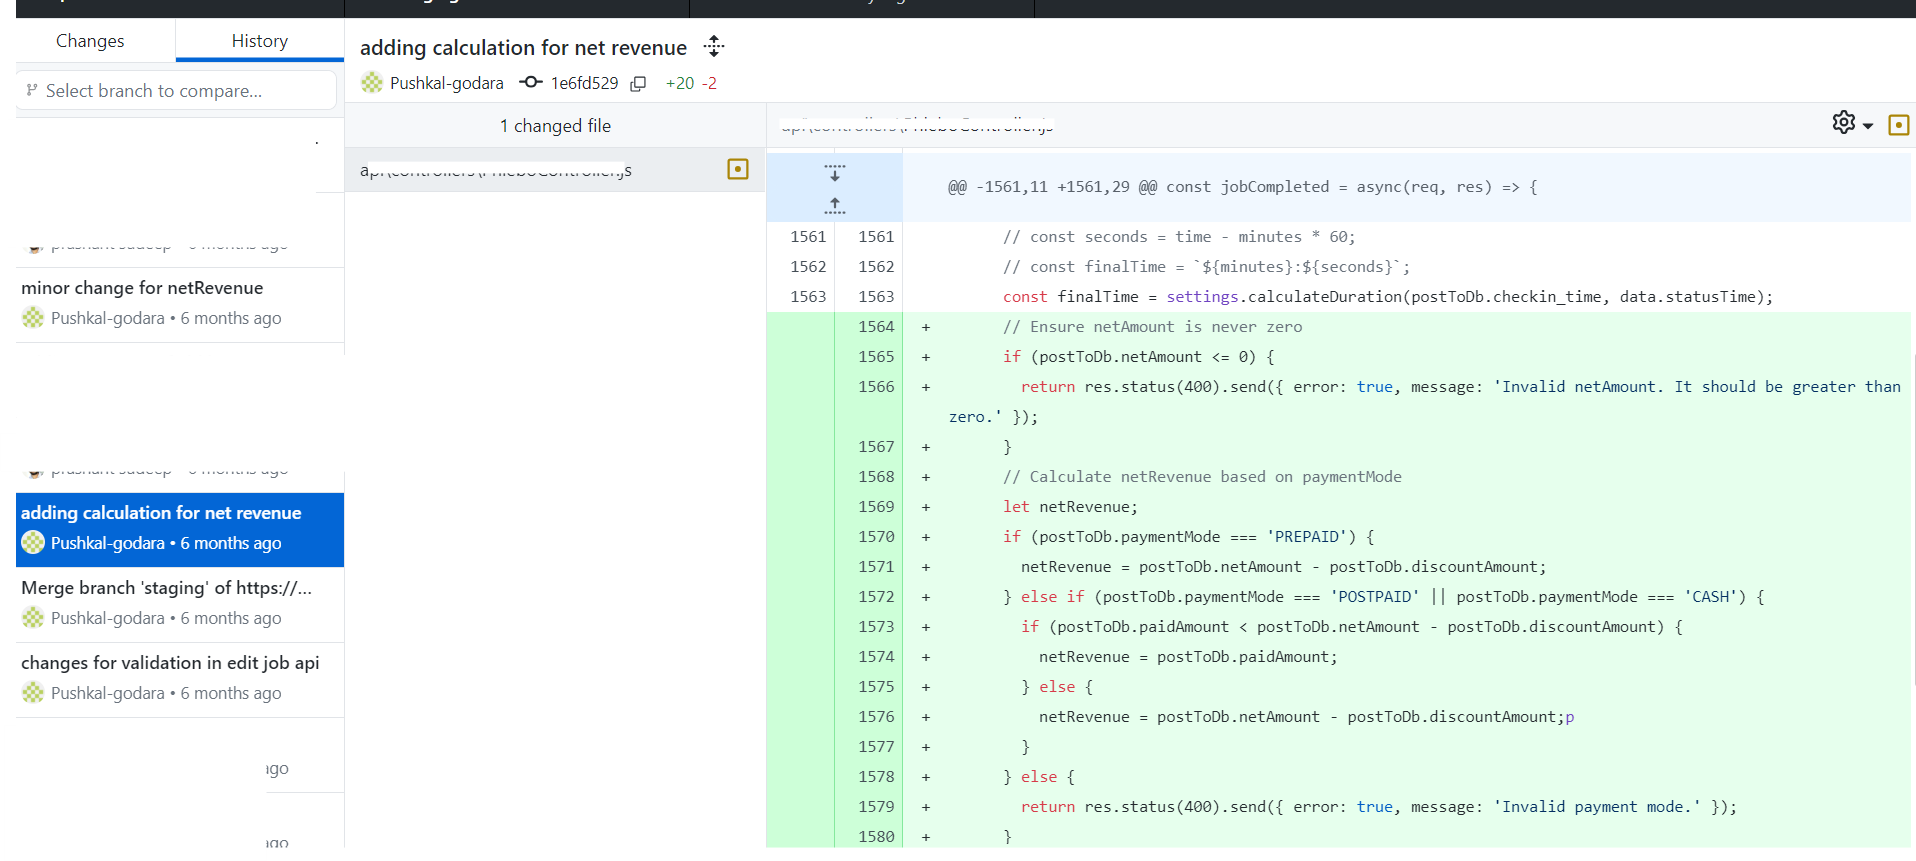 Changes
History
Select branch to compare...
minor change for netRevenue
Pushkal-godara • 6 months ago
adding calculation for net revenue
Pushkal-godara • 6 months ago
Merge branch 'staging' of https://...
Pushkal-godara • 6 months ago
changes for validation in edit job api
Pushkal-godara • 6 months ago
ago
ago
adding calculation for net revenue
Pushkal-godara 1e6fd529 +20 -2
1 changed file
@@ -1561,11 +1561,29 @@ const jobCompleted = async(req, res) => {
1561 1561 // const seconds = time - minutes * 60;
1562 1562 // const finalTime = `${minutes}:${seconds}`;
1563 1563 const finalTime = settings.calculateDuration(postToDb.checkin_time, data.statusTime);
1564 + // Ensure netAmount is never zero
1565 + if (postToDb.netAmount <= 0) {
1566 + return res.status(400).send({ error: true, message: 'Invalid netAmount. It should be greater than
zero.' });
1567 + }
1568 + // Calculate netRevenue based on paymentMode
1569 + let netRevenue;
1570 + if (postToDb.paymentMode === 'PREPAID') {
1571 + netRevenue = postToDb.netAmount - postToDb.discountAmount;
1572 + } else if (postToDb.paymentMode === 'POSTPAID' || postToDb.paymentMode === 'CASH') {
1573 + if (postToDb.paidAmount < postToDb.netAmount - postToDb.discountAmount) {
1574 + netRevenue = postToDb.paidAmount;
1575 + } else {
1576 + netRevenue = postToDb.netAmount - postToDb.discountAmount;p
1577 + }
1578 + } else {
1579 + return res.status(400).send({ error: true, message: 'Invalid payment mode.' });
1580 + }